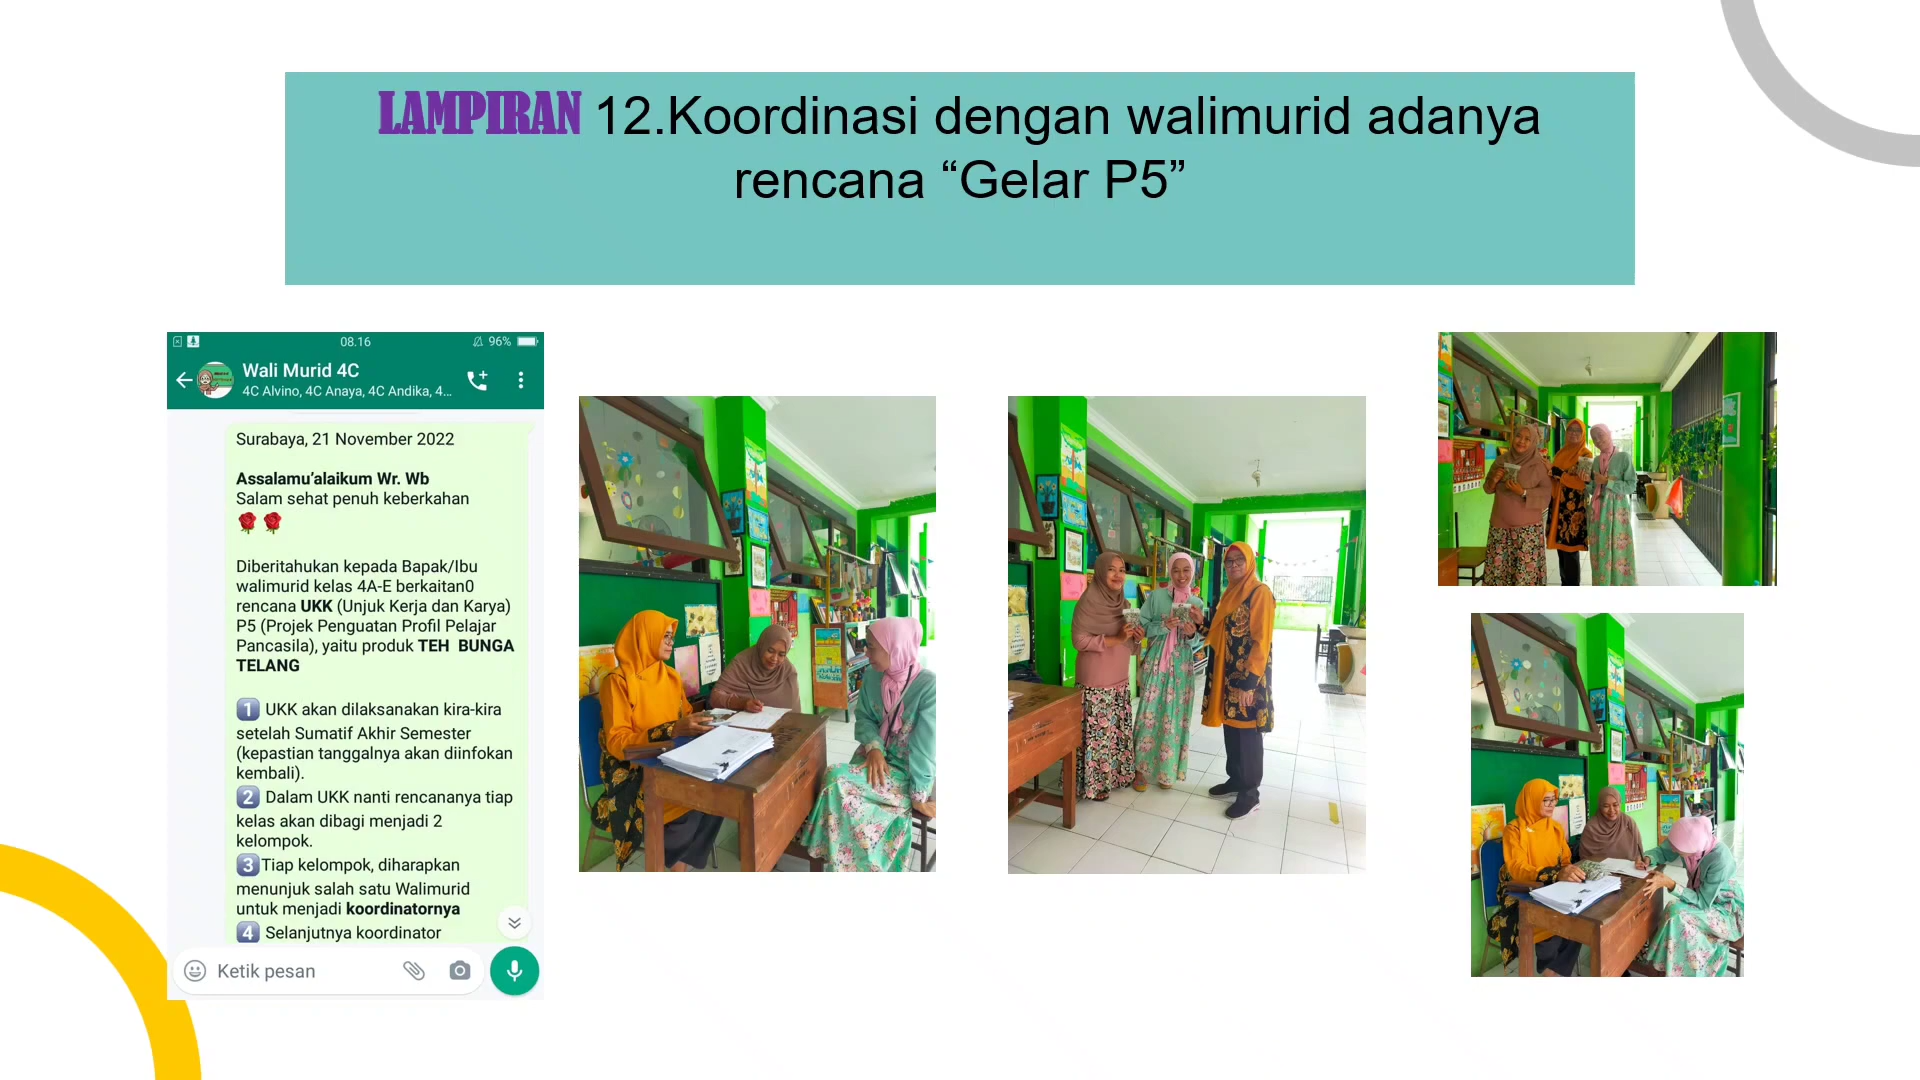 LAMPIRAN 12.Koordinasi dengan walimurid adanya
rencana “Gelar P5”
08.16
96%
Wali Murid 4C
4C Alvino, 4C Anaya, 4C Andika, 4...
Surabaya, 21 November 2022
Assalamu’alaikum Wr. Wb
Salam sehat penuh keberkahan
🌹🌹
Diberitahukan kepada Bapak/Ibu
walimurid kelas 4A-E berkaitan0
rencana UKK (Unjuk Kerja dan Karya)
P5 (Projek Penguatan Profil Pelajar
Pancasila), yaitu produk TEH BUNGA
TELANG
1 UKK akan dilaksanakan kira-kira
setelah Sumatif Akhir Semester
(kepastian tanggalnya akan diinfokan
kembali).
2 Dalam UKK nanti rencananya tiap
kelas akan dibagi menjadi 2
kelompok.
3 Tiap kelompok, diharapkan
menunjuk salah satu Walimurid
untuk menjadi koordinatornya
4 Selanjutnya koordinator
Ketik pesan